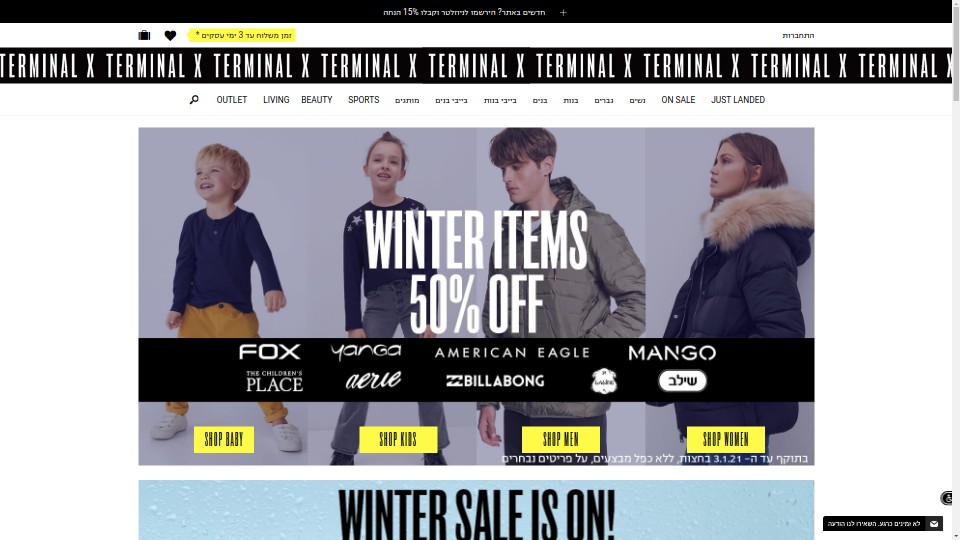 חדשים באתר? הירשמו לניוזלטר וקבלו 15% הנחה
זמן משלוח עד 3 ימי עסקים *
התחברות
TERMINAL X TERMINAL X TERMINAL X TERMINAL X TERMINAL X TERMINAL X TERMINAL X TERMINAL X TERMINAL X
OUTLET LIVING BEAUTY SPORTS מותגים בייבי בנים בייבי בנות בנים בנות גברים נשים ON SALE JUST LANDED
WINTER ITEMS
50% OFF
FOX yanga AMERICAN EAGLE MANGO
THE CHILDREN'S PLACE aerie BILLABONG שילב
SHOP BABY SHOP KIDS SHOP MEN SHOP WOMEN
בתוקף עד ה- 3.1.21 בחצות, ללא כפל מבצעים, על פריטים נבחרים
WINTER SALE IS ON!
לא זמינים כרגע. השאירו לנו הודעה